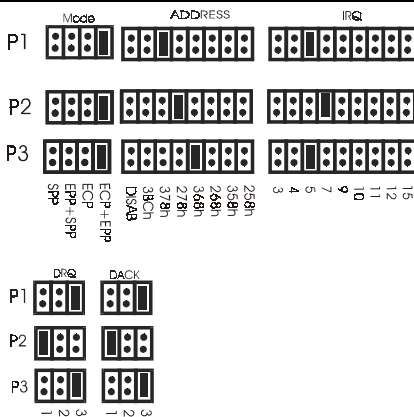 Mode ADDRESS IRQ
P1
P2
P3
SPP EPP+SPP ECP ECP+EPP DISAB 3BCh 378h 278h 368h 268h 358h 258h 3 4 5 7 9 10 11 12 15
DRQ DACK
P1
P2
P3
1 2 3 1 2 3